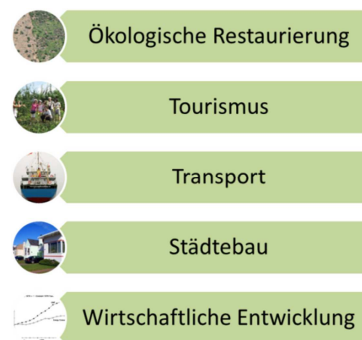 Ökologische Restaurierung
Tourismus
Transport
Städtebau
Wirtschaftliche Entwicklung